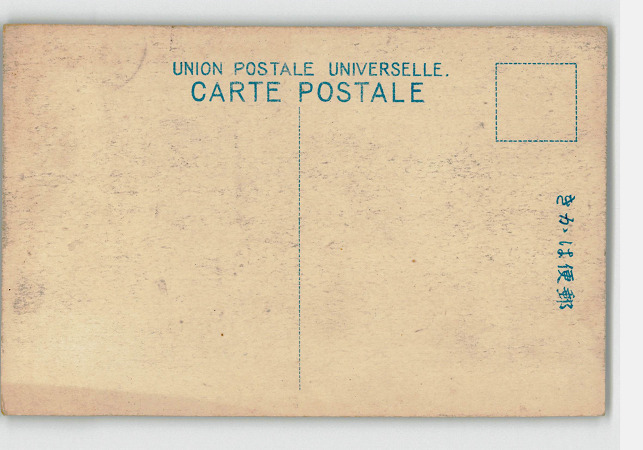 UNION POSTALE UNIVERSELLE.
CARTE POSTALE
郵便はかき